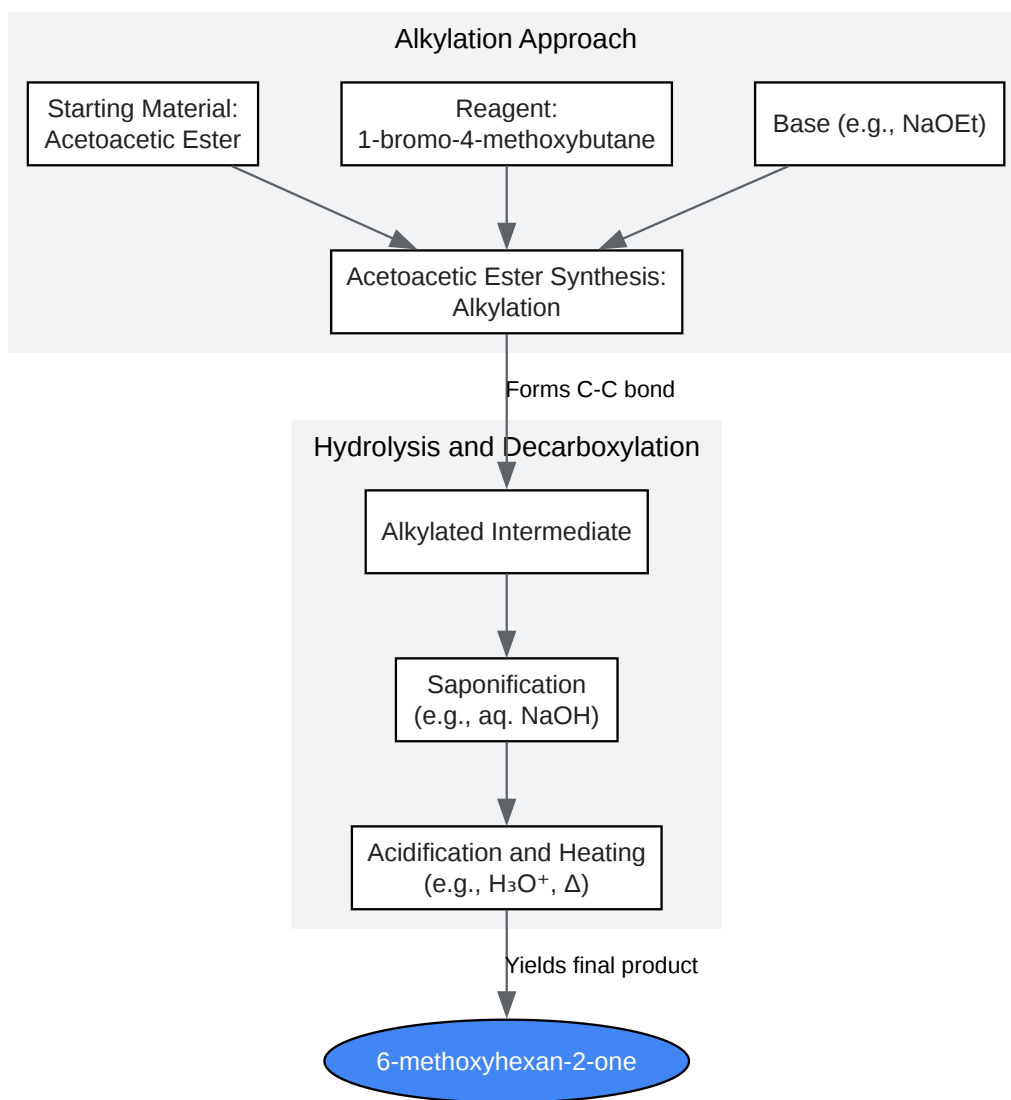 Alkylation Approach
Starting Material:
Acetoacetic Ester
Reagent:
1-bromo-4-methoxybutane
Base (e.g., NaOEt)
Acetoacetic Ester Synthesis:
Alkylation
Forms C-C bond
Hydrolysis and Decarboxylation
Alkylated Intermediate
Saponification
(e.g., aq. NaOH)
Acidification and Heating
(e.g., H₃O⁺, Δ)
Yields final product
6-methoxyhexan-2-one